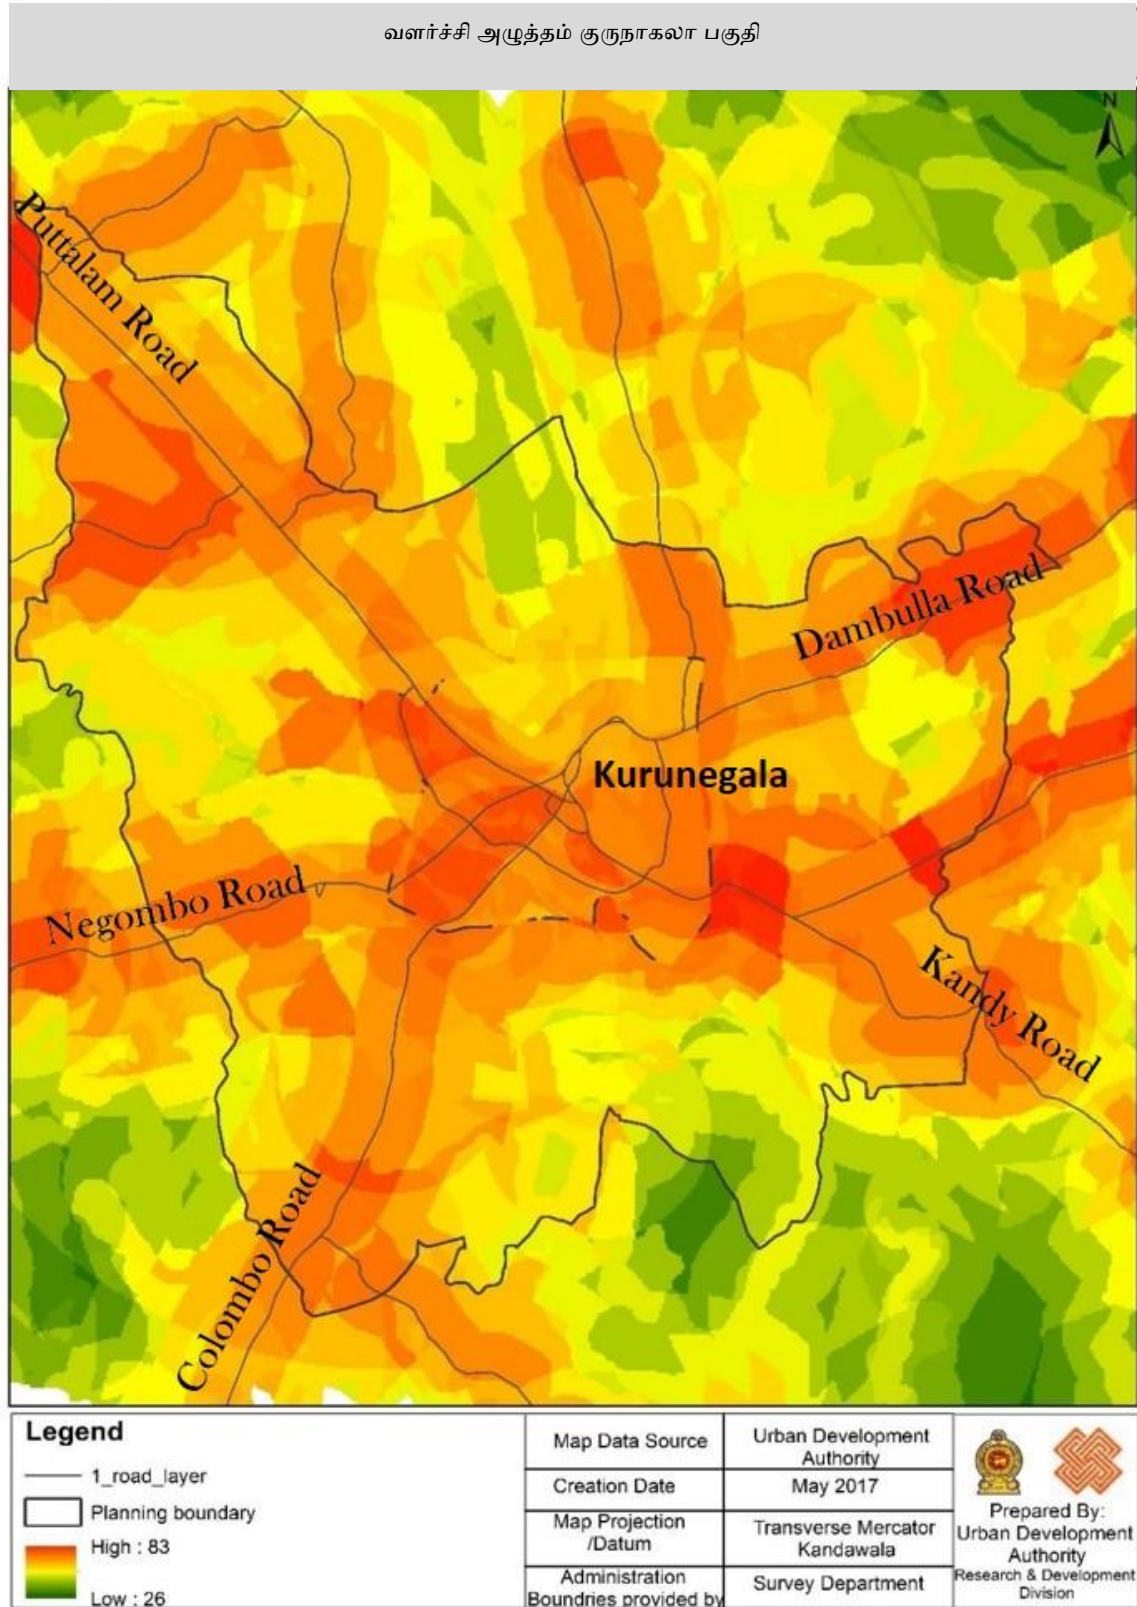 வளர்ச்சி அழுத்தம் குருநாகலா பகுதி
N
Puttalam Road
Dambulla Road
Kurunegala
Negombo Road
Kandy Road
Colombo Road
Legend
1_road_layer
Planning boundary
High : 83
Low : 26
Map Data Source
Urban Development
Authority
Creation Date
May 2017
Map Projection
/Datum
Transverse Mercator
Kandawala
Administration
Boundries provided by
Survey Department
Prepared By:
Urban Development
Authority
Research & Development
Division